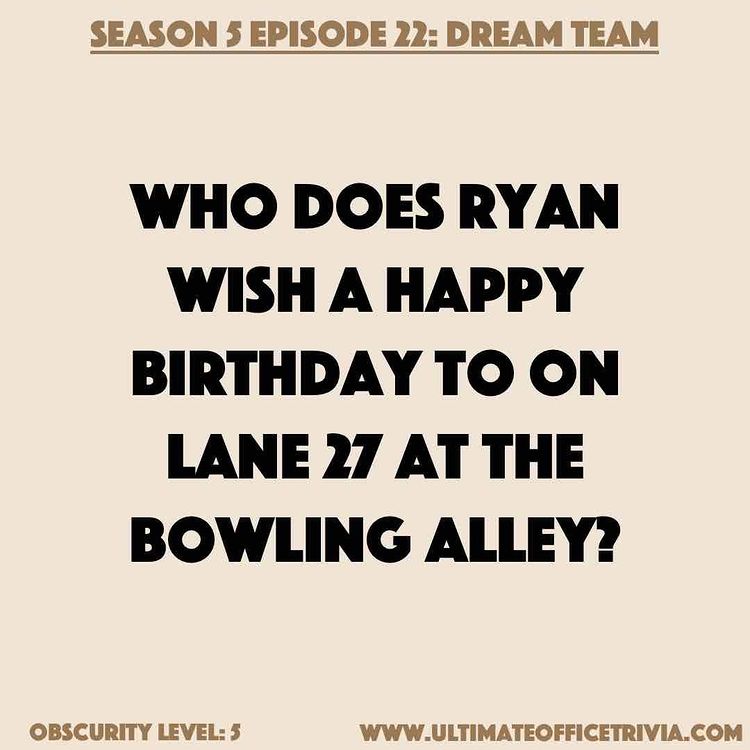 SEASON 5 EPISODE 22: DREAM TEAM
WHO DOES RYAN
WISH A HAPPY
BIRTHDAY TO ON
LANE 27 AT THE
BOWLING ALLEY?
OBSCURITY LEVEL: 5
WWW.ULTIMATEOFFICETRIVIA.COM